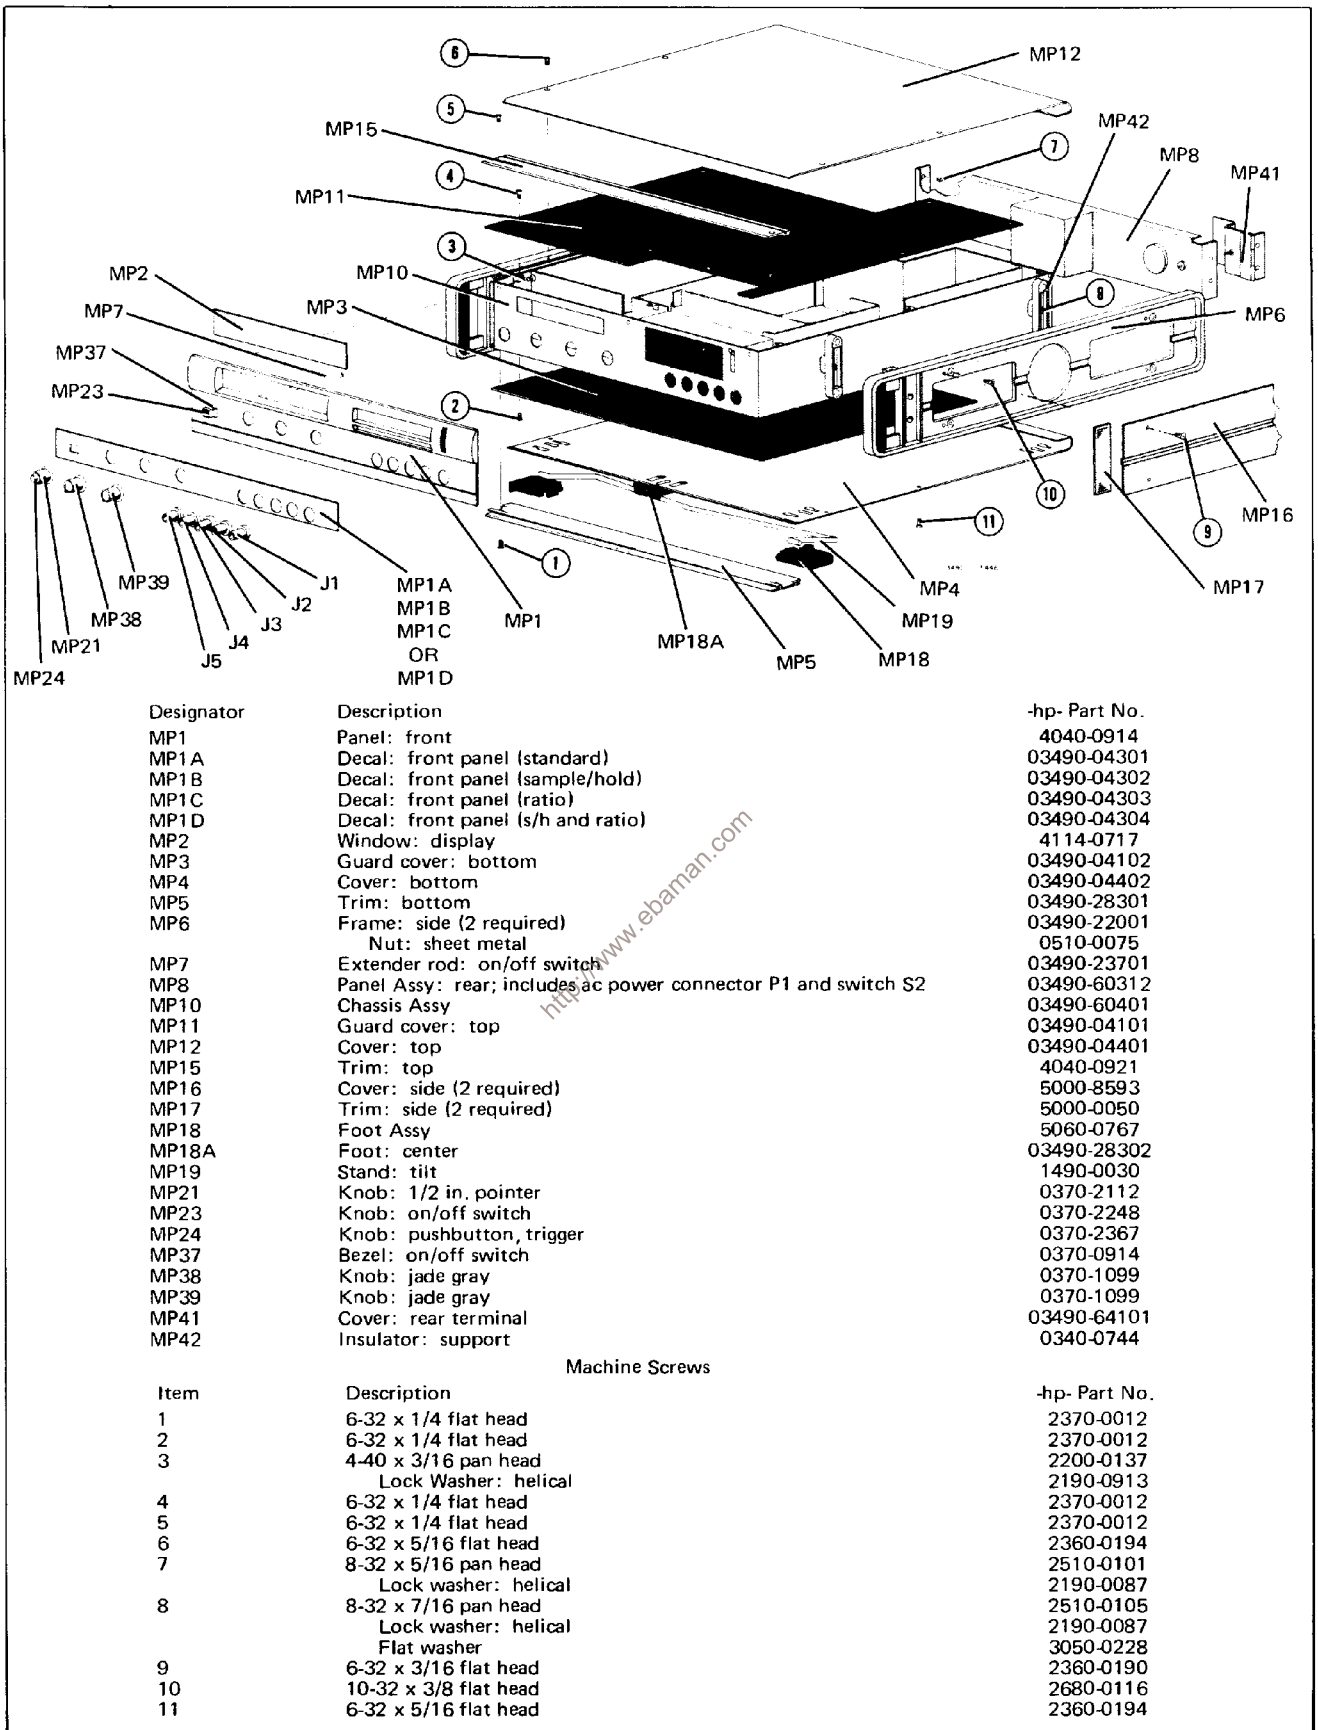 6
MP12
5
MP15
MP42
7
MP8
4
MP41
MP11
3
MP2
MP10
8
MP7
MP3
MP6
MP37
MP23
2
10
11
MP16
9
1
J1
MP39
MP1A
MP4
MP17
J2
MP1B
MP19
MP38
J3
MP1
MP1C
MP21
J4
MP18A
J5
OR
MP5
MP18
MP24
MP1D
Designator Description -hp- Part No.
MP1 Panel: front 4040-0914
MP1A Decal: front panel (standard) 03490-04301
MP1B Decal: front panel (sample/hold) 03490-04302
MP1C Decal: front panel (ratio) 03490-04303
MP1D Decal: front panel (s/h and ratio) 03490-04304
MP2 Window: display 4114-0717
MP3 Guard cover: bottom 03490-04102
MP4 Cover: bottom 03490-04402
MP5 Trim: bottom 03490-28301
MP6 Frame: side (2 required) 03490-22001
Nut: sheet metal 0510-0075
MP7 Extender rod: on/off switch 03490-23701
MP8 Panel Assy: rear; includes ac power connector P1 and switch S2 03490-60312
MP10 Chassis Assy 03490-60401
MP11 Guard cover: top 03490-04101
MP12 Cover: top 03490-04401
MP15 Trim: top 4040-0921
MP16 Cover: side (2 required) 5000-8593
MP17 Trim: side (2 required) 5000-0050
MP18 Foot Assy 5060-0767
MP18A Foot: center 03490-28302
MP19 Stand: tilt 1490-0030
MP21 Knob: 1/2 in. pointer 0370-2112
MP23 Knob: on/off switch 0370-2248
MP24 Knob: pushbutton, trigger 0370-2367
MP37 Bezel: on/off switch 0370-0914
MP38 Knob: jade gray 0370-1099
MP39 Knob: jade gray 0370-1099
MP41 Cover: rear terminal 03490-64101
MP42 Insulator: support 0340-0744
http://www.ebaman.com
Machine Screws
Item Description -hp- Part No.
1 6-32 x 1/4 flat head 2370-0012
2 6-32 x 1/4 flat head 2370-0012
3 4-40 x 3/16 pan head 2200-0137
Lock Washer: helical 2190-0913
4 6-32 x 1/4 flat head 2370-0012
5 6-32 x 1/4 flat head 2370-0012
6 6-32 x 5/16 flat head 2360-0194
7 8-32 x 5/16 pan head 2510-0101
Lock washer: helical 2190-0087
8 8-32 x 7/16 pan head 2510-0105
Lock washer: helical 2190-0087
Flat washer 3050-0228
9 6-32 x 3/16 flat head 2360-0190
10 10-32 x 3/8 flat head 2680-0116
11 6-32 x 5/16 flat head 2360-0194